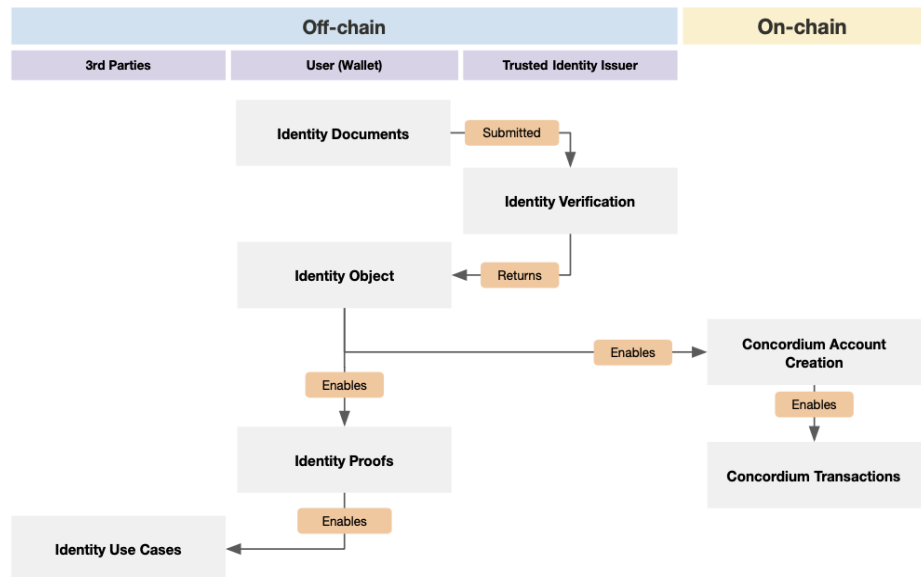 Off-chain
On-chain
3rd Parties
User (Wallet)
Trusted Identity Issuer
Identity Documents
Submitted
Identity Verification
Identity Object
Returns
Enables
Concordium Account
Creation
Enables
Enables
Identity Proofs
Concordium Transactions
Enables
Identity Use Cases